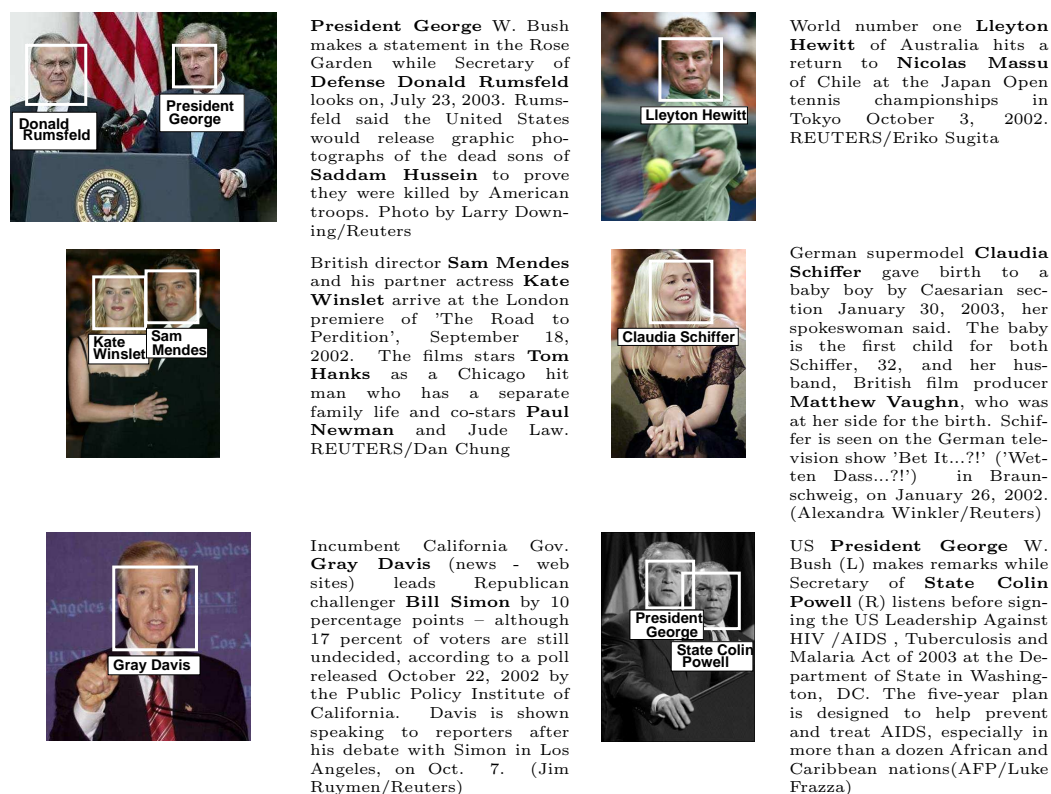 President George W. Bush
makes a statement in the Rose
Garden while Secretary of
Defense Donald Rumsfeld
looks on, July 23, 2003. Rums-
feld said the United States
would release graphic pho-
tographs of the dead sons of
Saddam Hussein to prove
they were killed by American
troops. Photo by Larry Down-
ing/Reuters
Donald
Rumsfeld
President
George
World number one Lleyton
Hewitt of Australia hits a
return to Nicolas Massu
of Chile at the Japan Open
tennis championships in
Tokyo October 3, 2002.
REUTERS/Eriko Sugita
Lleyton Hewitt
British director Sam Mendes
and his partner actress Kate
Winslet arrive at the London
premiere of 'The Road to
Perdition', September 18,
2002. The films stars Tom
Hanks as a Chicago hit
man who has a separate
family life and co-stars Paul
Newman and Jude Law.
REUTERS/Dan Chung
Kate
Winslet
Sam
Mendes
German supermodel Claudia
Schiffer gave birth to a
baby boy by Caesarian sec-
tion January 30, 2003, her
spokeswoman said. The baby
is the first child for both
Schiffer, 32, and her hus-
band, British film producer
Matthew Vaughn, who was
at her side for the birth. Schif-
fer is seen on the German tele-
vision show 'Bet It...?!' ('Wet-
ten Dass...?!') in Braun-
schweig, on January 26, 2002.
(Alexandra Winkler/Reuters)
Claudia Schiffer
Incumbent California Gov.
Gray Davis (news - web
sites) leads Republican
challenger Bill Simon by 10
percentage points – although
17 percent of voters are still
undecided, according to a poll
released October 22, 2002 by
the Public Policy Institute of
California. Davis is shown
speaking to reporters after
his debate with Simon in Los
Angeles, on Oct. 7. (Jim
Ruymen/Reuters)
Gray Davis
US President George W.
Bush (L) makes remarks while
Secretary of State Colin
Powell (R) listens before sign-
ing the US Leadership Against
HIV /AIDS , Tuberculosis and
Malaria Act of 2003 at the De-
partment of State in Washing-
ton, DC. The five-year plan
is designed to help prevent
and treat AIDS, especially in
more than a dozen African and
Caribbean nations(AFP/Luke
Frazza)
President
George
State Colin
Powell